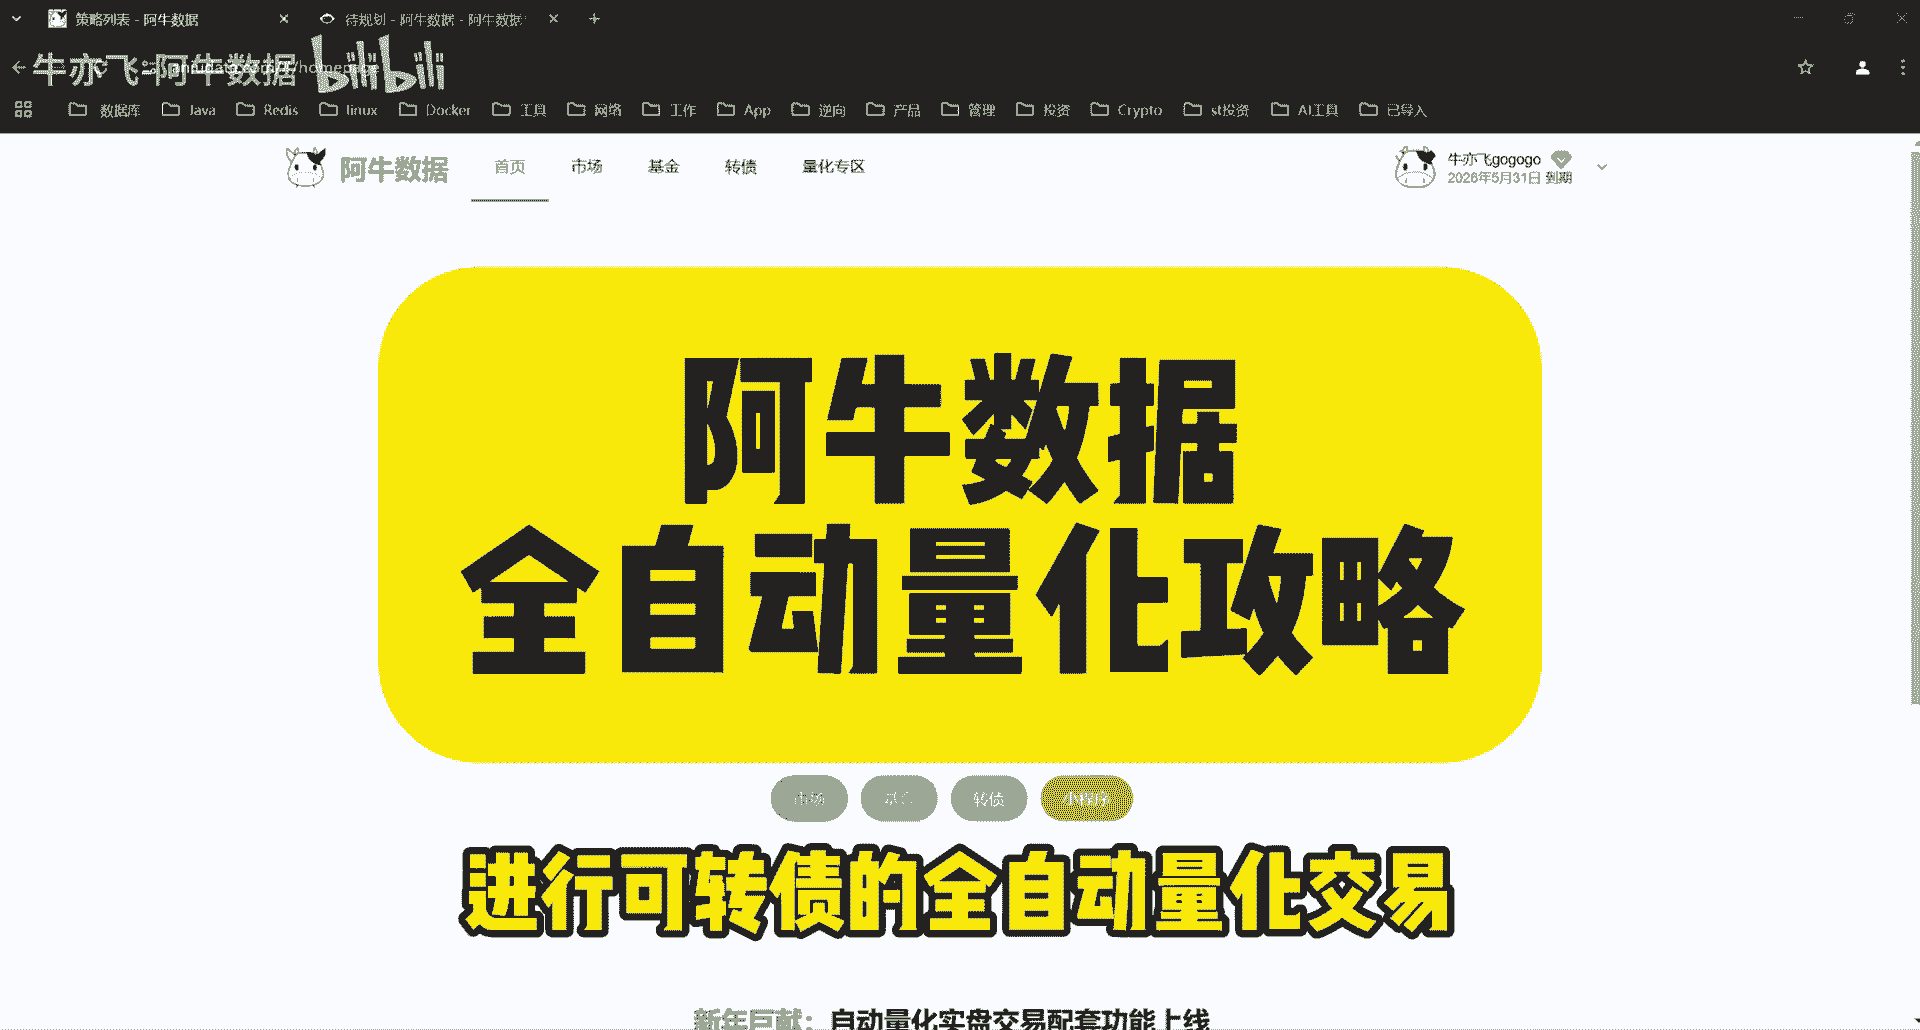 策略列表 - 阿牛数据
待规划 - 阿牛数据 - 阿牛数据
牛亦飞-阿牛数据 bilibili
数据库 Java Redis linux Docker 工具 网络 工作 App 逆向 产品 管理 投资 Crypto st投资 AI工具 已导入
阿牛数据 首页 市场 基金 转债 量化专区
牛亦飞gogogo
2026年5月31日 到期
阿牛数据
全自动量化攻略
市场 基金 转债 小程序
进行可转债的全自动量化交易
新年巨献：自动量化实盘交易配套功能上线